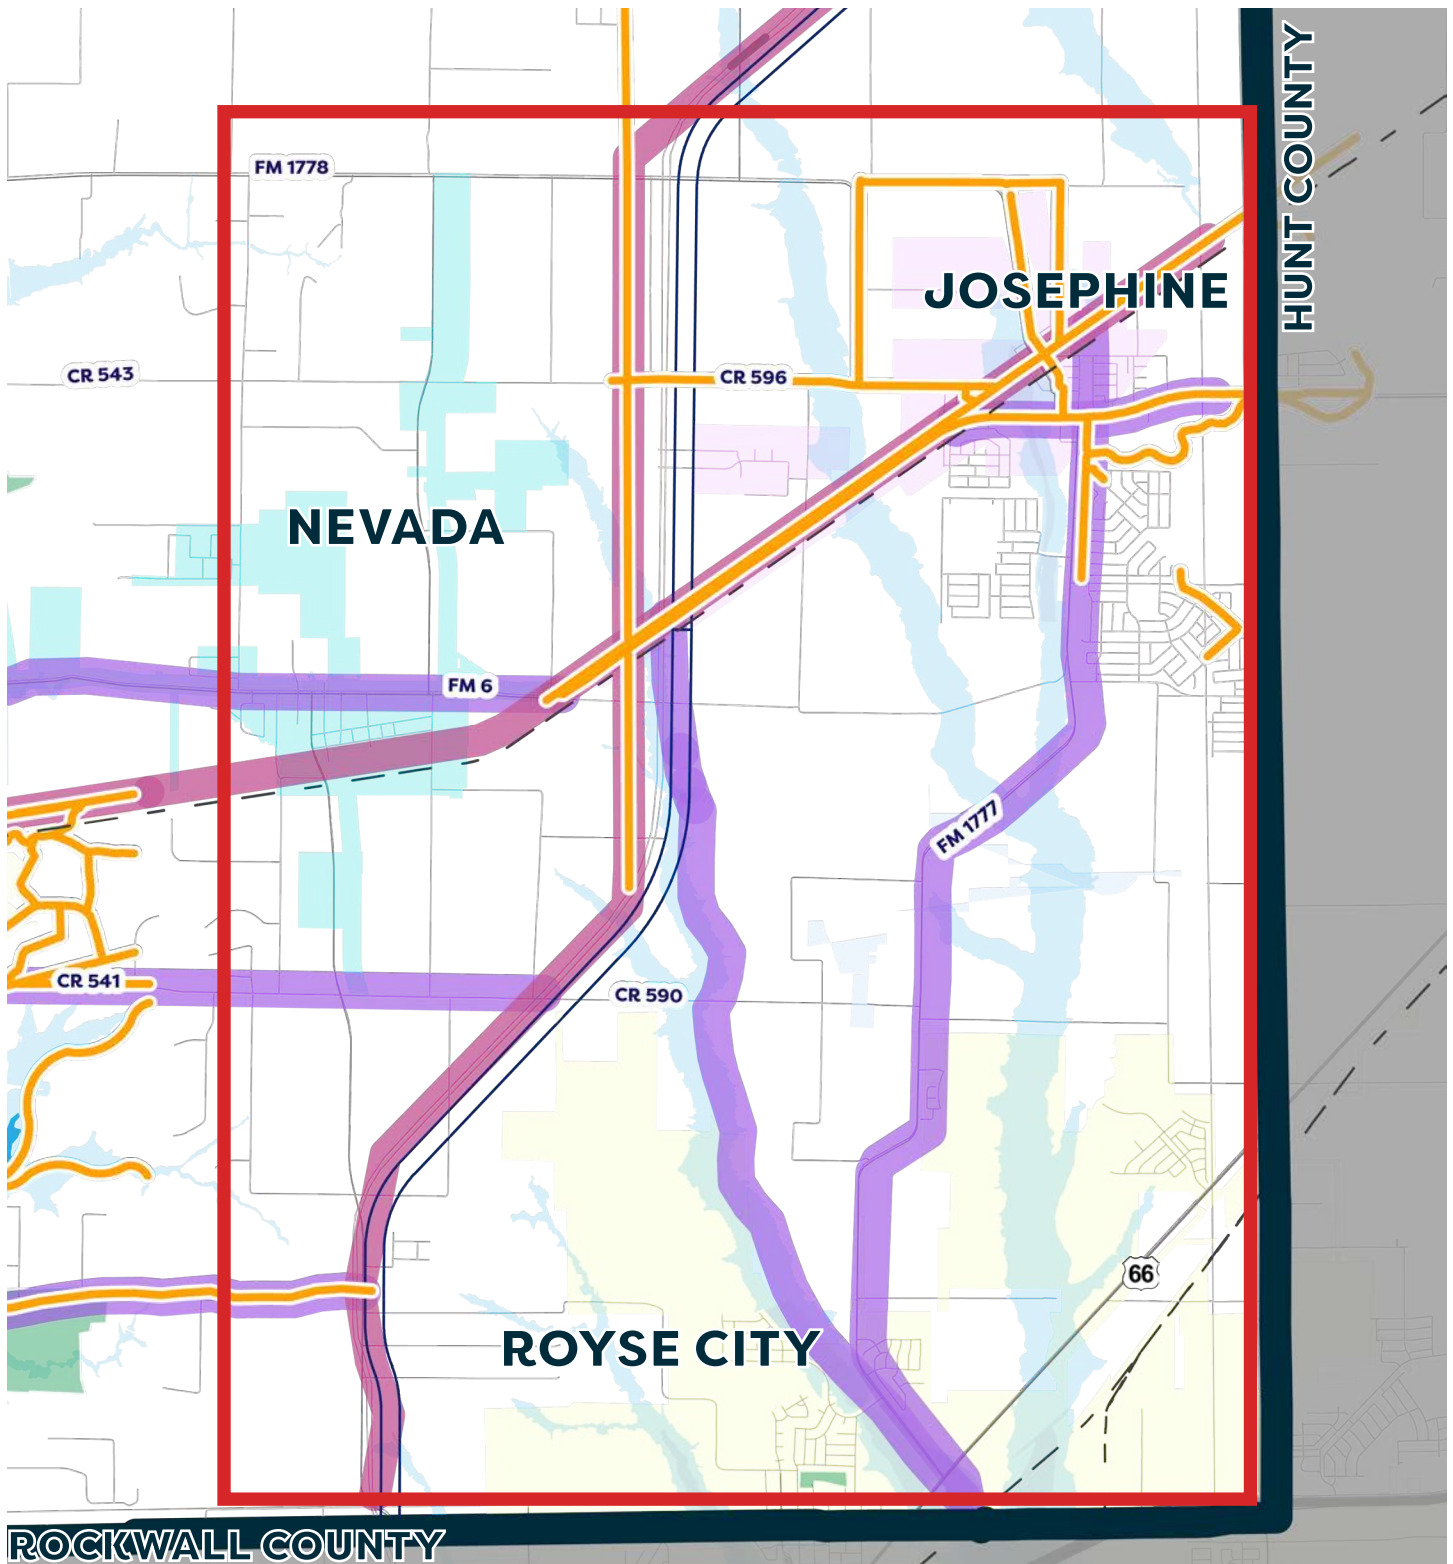 HUNT COUNTY
FM 1778
JOSEPHINE
CR 543
CR 596
NEVADA
FM 6
FM 1777
CR 541
CR 590
66
ROYSE CITY
ROCKWALL COUNTY